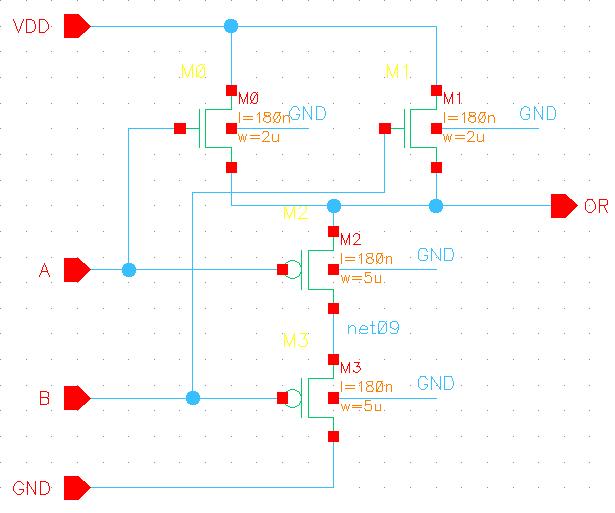 VDD
M0
M1
M0
l=180n
w=2u
GND
M1
l=180n
w=2u
GND
OR
M2
M2
l=180n
w=5u
GND
A
net09
M3
M3
l=180n
w=5u
GND
B
GND